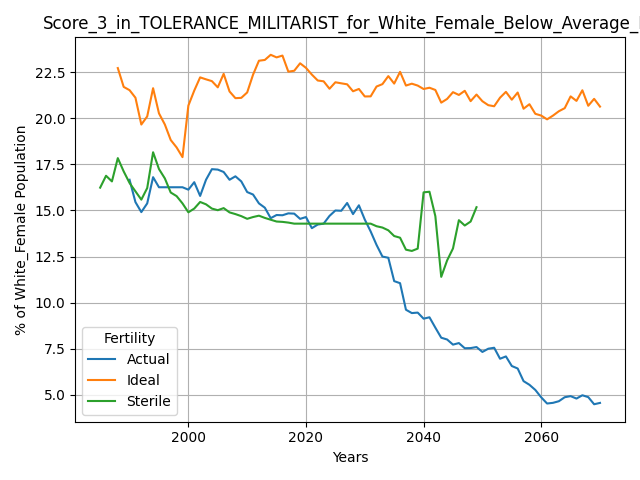 Score_3_in_TOLERANCE_MILITARIST_for_White_Female_Below_Average_
% of White_Female Population
22.5
20.0
17.5
15.0
12.5
10.0
7.5
5.0
Fertility
Actual
Ideal
Sterile
2000 2020 2040 2060
Years